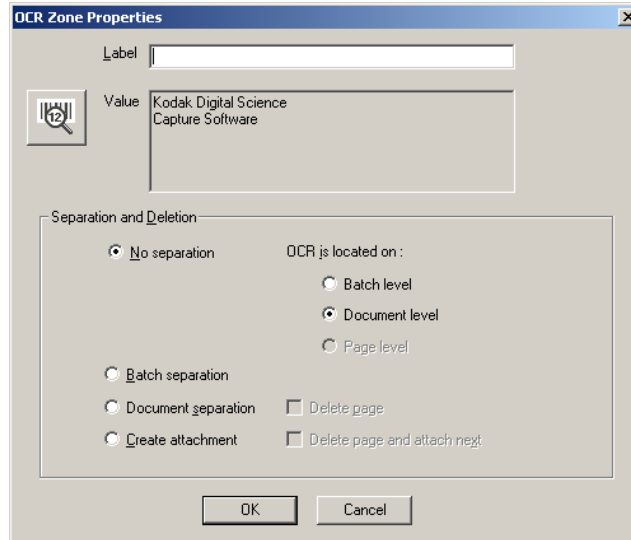 OCR Zone Properties
Label
Value
Kodak Digital Science
Capture Software
12
Separation and Deletion
No separation
OCR is located on :
Batch level
Document level
Page level
Batch separation
Document separation
Delete page
Create attachment
Delete page and attach next
OK
Cancel